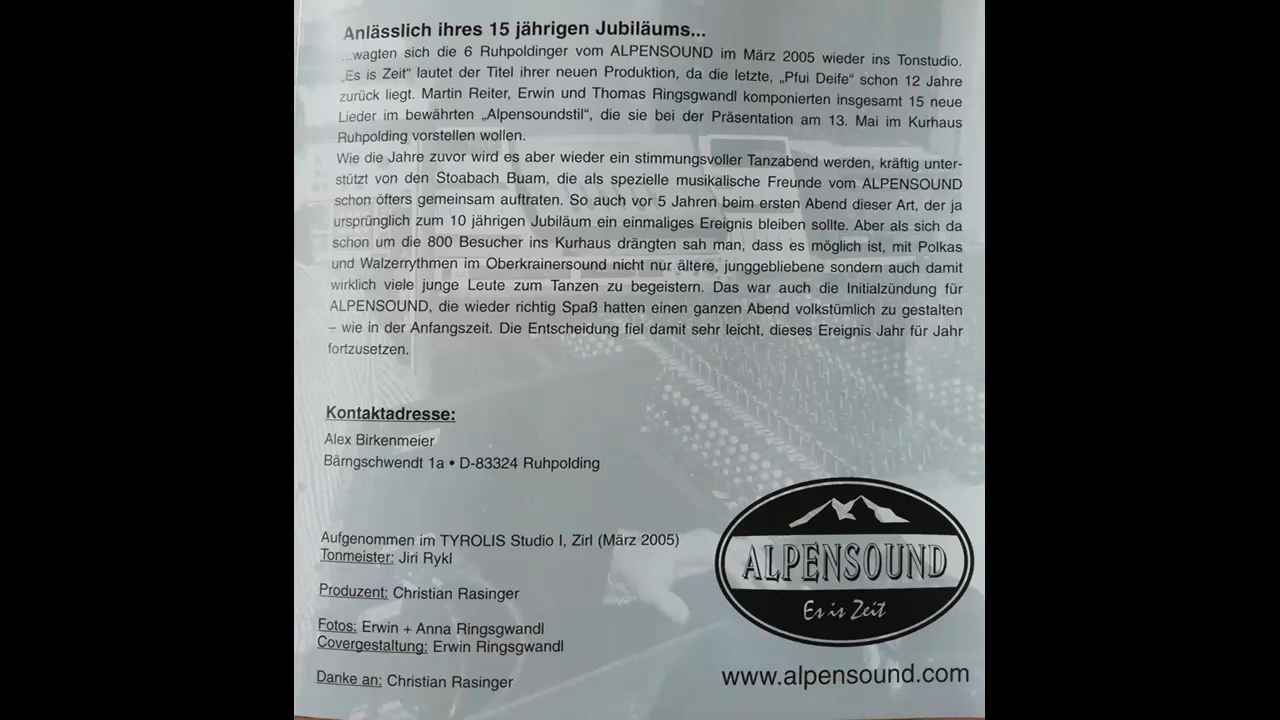 Anlässlich ihres 15 jährigen Jubiläums...
...wagten sich die 6 Ruhpoldinger vom ALPENSOUND im März 2005 wieder ins Tonstudio.
„Es is Zeit“ lautet der Titel ihrer neuen Produktion, da die letzte, „Pfui Deife“ schon 12 Jahre
zurück liegt. Martin Reiter, Erwin und Thomas Ringsgwandl komponierten insgesamt 15 neue
Lieder im bewährten „Alpensoundstil“, die sie bei der Präsentation am 13. Mai im Kurhaus
Ruhpolding vorstellen wollen.
Wie die Jahre zuvor wird es aber wieder ein stimmungsvoller Tanzabend werden, kräftig unter-
stützt von den Stoabach Buam, die als spezielle musikalische Freunde vom ALPENSOUND
schon öfters gemeinsam auftraten. So auch vor 5 Jahren beim ersten Abend dieser Art, der ja
ursprünglich zum 10 jährigen Jubiläum ein einmaliges Ereignis bleiben sollte. Aber als sich da
schon um die 800 Besucher ins Kurhaus drängten sah man, dass es möglich ist, mit Polkas
und Walzerrythmen im Oberkrainersound nicht nur ältere, junggebliebene sondern auch damit
wirklich viele junge Leute zum Tanzen zu begeistern. Das war auch die Initialzündung für
ALPENSOUND, die wieder richtig Spaß hatten einen ganzen Abend volkstümlich zu gestalten
– wie in der Anfangszeit. Die Entscheidung fiel damit sehr leicht, dieses Ereignis Jahr für Jahr
fortzusetzen.
Kontaktadresse:
Alex Birkenmeier
Bärngschwendt 1a • D-83324 Ruhpolding
Aufgenommen im TYROLIS Studio I, Zirl (März 2005)
Tonmeister: Jiri Rykl
Produzent: Christian Rasinger
Fotos: Erwin + Anna Ringsgwandl
Covergestaltung: Erwin Ringsgwandl
Danke an: Christian Rasinger
ALPENSOUND
Es is Zeit
www.alpensound.com